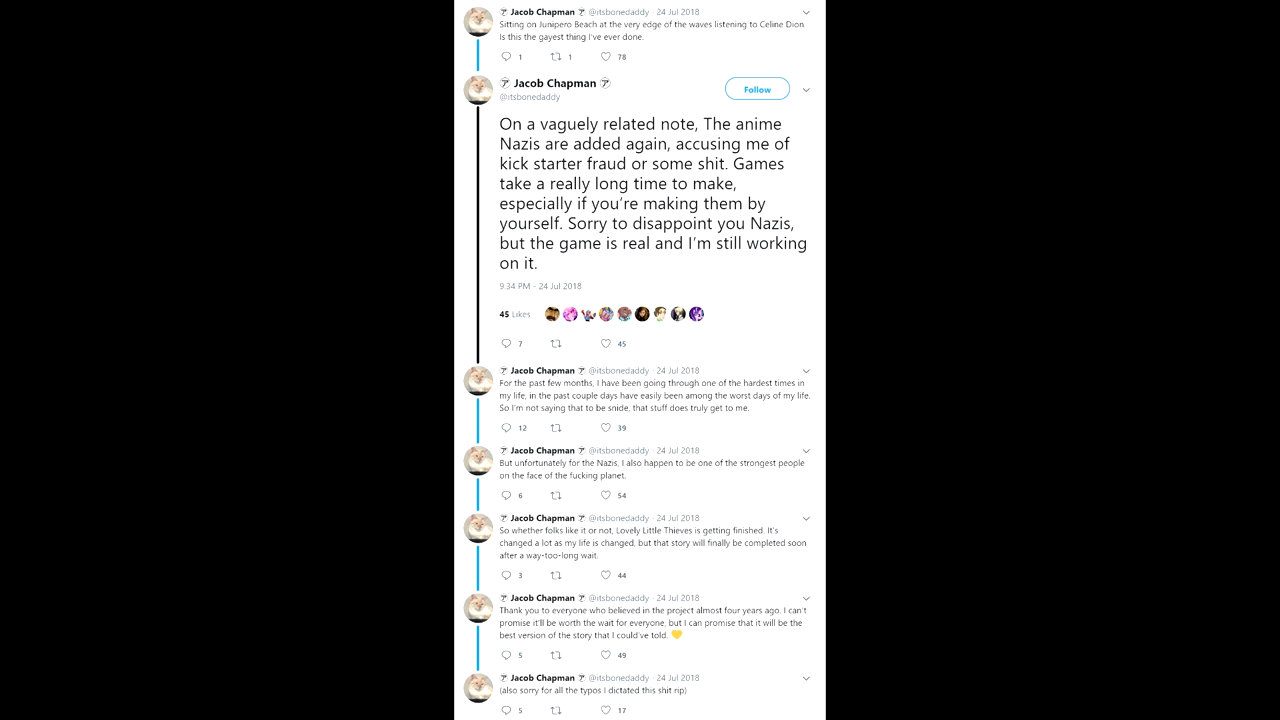 ㋐ Jacob Chapman ㋐ @itsbonedaddy · 24 Jul 2018
Sitting on Junipero Beach at the very edge of the waves listening to Celine Dion.
Is this the gayest thing I've ever done.
1 1 78
㋐ Jacob Chapman ㋐
@itsbonedaddy
Follow
On a vaguely related note, The anime
Nazis are added again, accusing me of
kick starter fraud or some shit. Games
take a really long time to make,
especially if you're making them by
yourself. Sorry to disappoint you Nazis,
but the game is real and I'm still working
on it.
9:34 PM - 24 Jul 2018
45 Likes
7 45
㋐ Jacob Chapman ㋐ @itsbonedaddy · 24 Jul 2018
For the past few months, I have been going through one of the hardest times in
my life, in the past couple days have easily been among the worst days of my life.
So I'm not saying that to be snide, that stuff does truly get to me.
12 39
㋐ Jacob Chapman ㋐ @itsbonedaddy · 24 Jul 2018
But unfortunately for the Nazis, I also happen to be one of the strongest people
on the face of the fucking planet.
6 54
㋐ Jacob Chapman ㋐ @itsbonedaddy · 24 Jul 2018
So whether folks like it or not, Lovely Little Thieves is getting finished. It's
changed a lot as my life is changed, but that story will finally be completed soon
after a way-too-long wait.
3 44
㋐ Jacob Chapman ㋐ @itsbonedaddy · 24 Jul 2018
Thank you to everyone who believed in the project almost four years ago. I can't
promise it'll be worth the wait for everyone, but I can promise that it will be the
best version of the story that I could've told. 💛
5 49
㋐ Jacob Chapman ㋐ @itsbonedaddy · 24 Jul 2018
(also sorry for all the typos I dictated this shit rip)
5 17